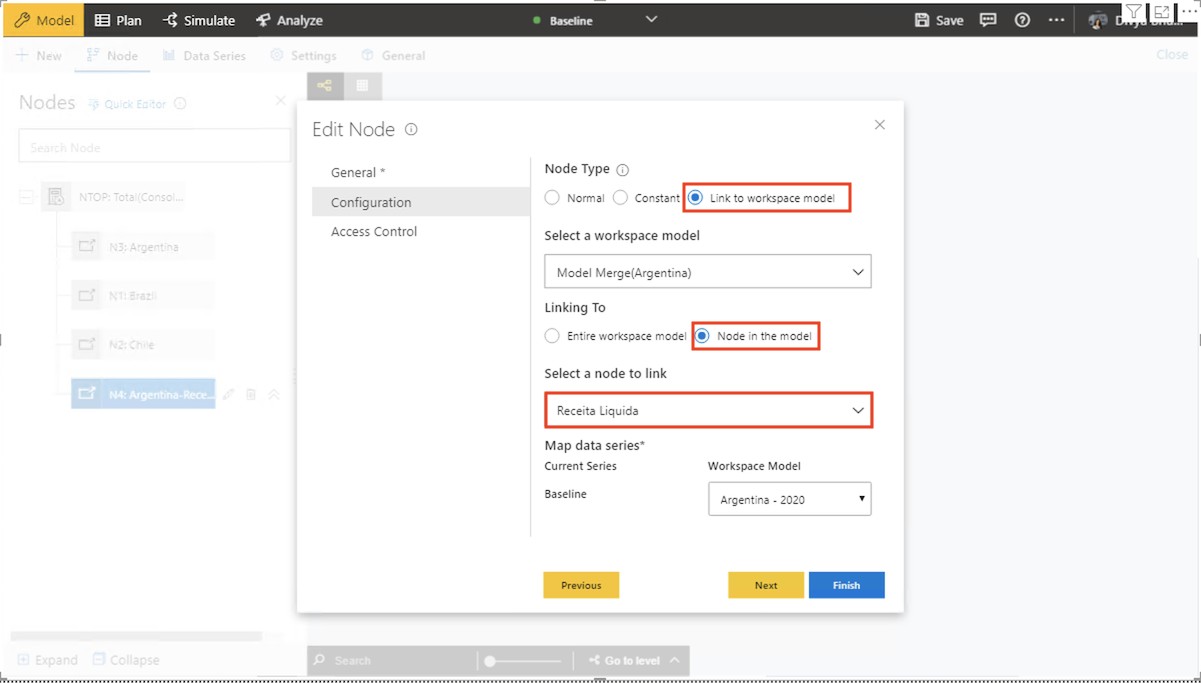 Model Plan Simulate Analyze Baseline Save
New Node Data Series Settings General Close
Nodes Quick Editor
Search Node
NTOP: Total(Consol...
N3: Argentina
N1: Brazil
N2: Chile
N4: Argentina-Rece...
Edit Node
General *
Configuration
Access Control
Node Type
Normal Constant Link to workspace model
Select a workspace model
Model Merge(Argentina)
Linking To
Entire workspace model Node in the model
Select a node to link
Receita Liquida
Map data series*
Current Series Workspace Model
Baseline Argentina - 2020
Previous Next Finish
Expand Collapse Search Go to level